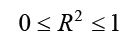 0 ≤ R² ≤ 1